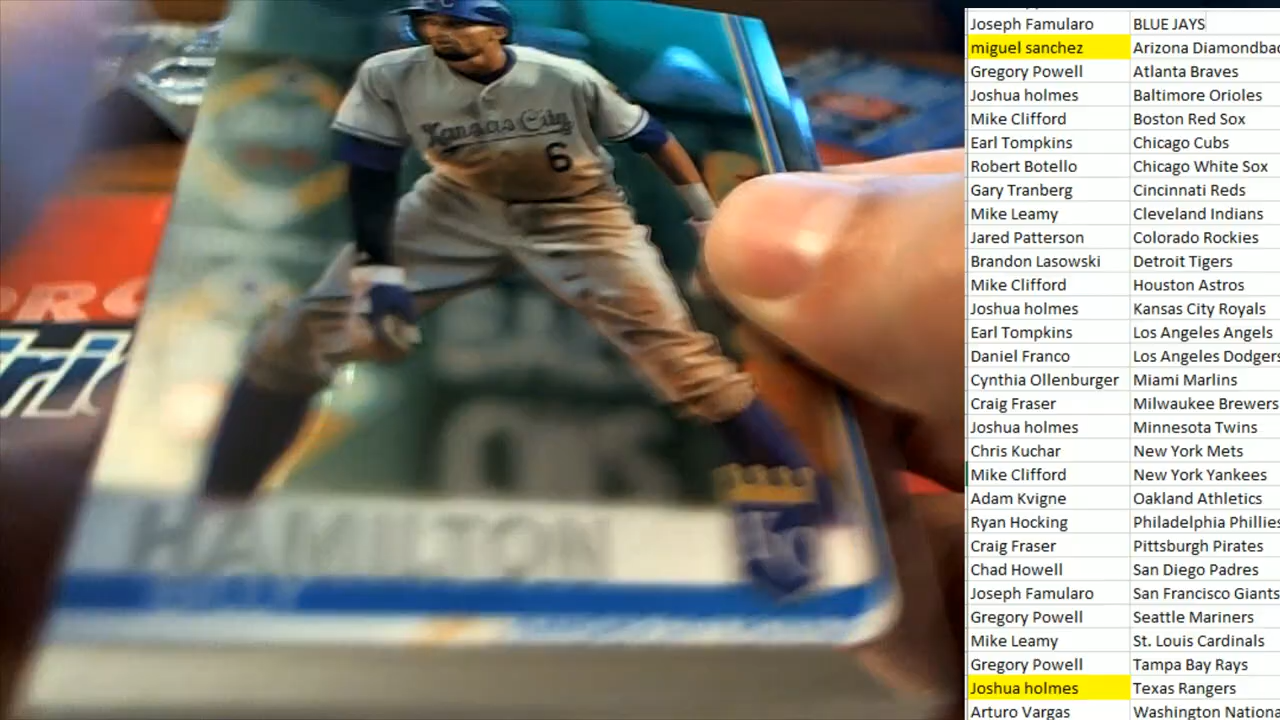 Kansas City
6
HAMILTON
BILLY
Joseph Famularo BLUE JAYS
miguel sanchez Arizona Diamondbac
Gregory Powell Atlanta Braves
Joshua holmes Baltimore Orioles
Mike Clifford Boston Red Sox
Earl Tompkins Chicago Cubs
Robert Botello Chicago White Sox
Gary Tranberg Cincinnati Reds
Mike Leamy Cleveland Indians
Jared Patterson Colorado Rockies
Brandon Lasowski Detroit Tigers
Mike Clifford Houston Astros
Joshua holmes Kansas City Royals
Earl Tompkins Los Angeles Angels
Daniel Franco Los Angeles Dodgers
Cynthia Ollenburger Miami Marlins
Craig Fraser Milwaukee Brewers
Joshua holmes Minnesota Twins
Chris Kuchar New York Mets
Mike Clifford New York Yankees
Adam Kvigne Oakland Athletics
Ryan Hocking Philadelphia Phillies
Craig Fraser Pittsburgh Pirates
Chad Howell San Diego Padres
Joseph Famularo San Francisco Giants
Gregory Powell Seattle Mariners
Mike Leamy St. Louis Cardinals
Gregory Powell Tampa Bay Rays
Joshua holmes Texas Rangers
Arturo Vargas Washington Nationa